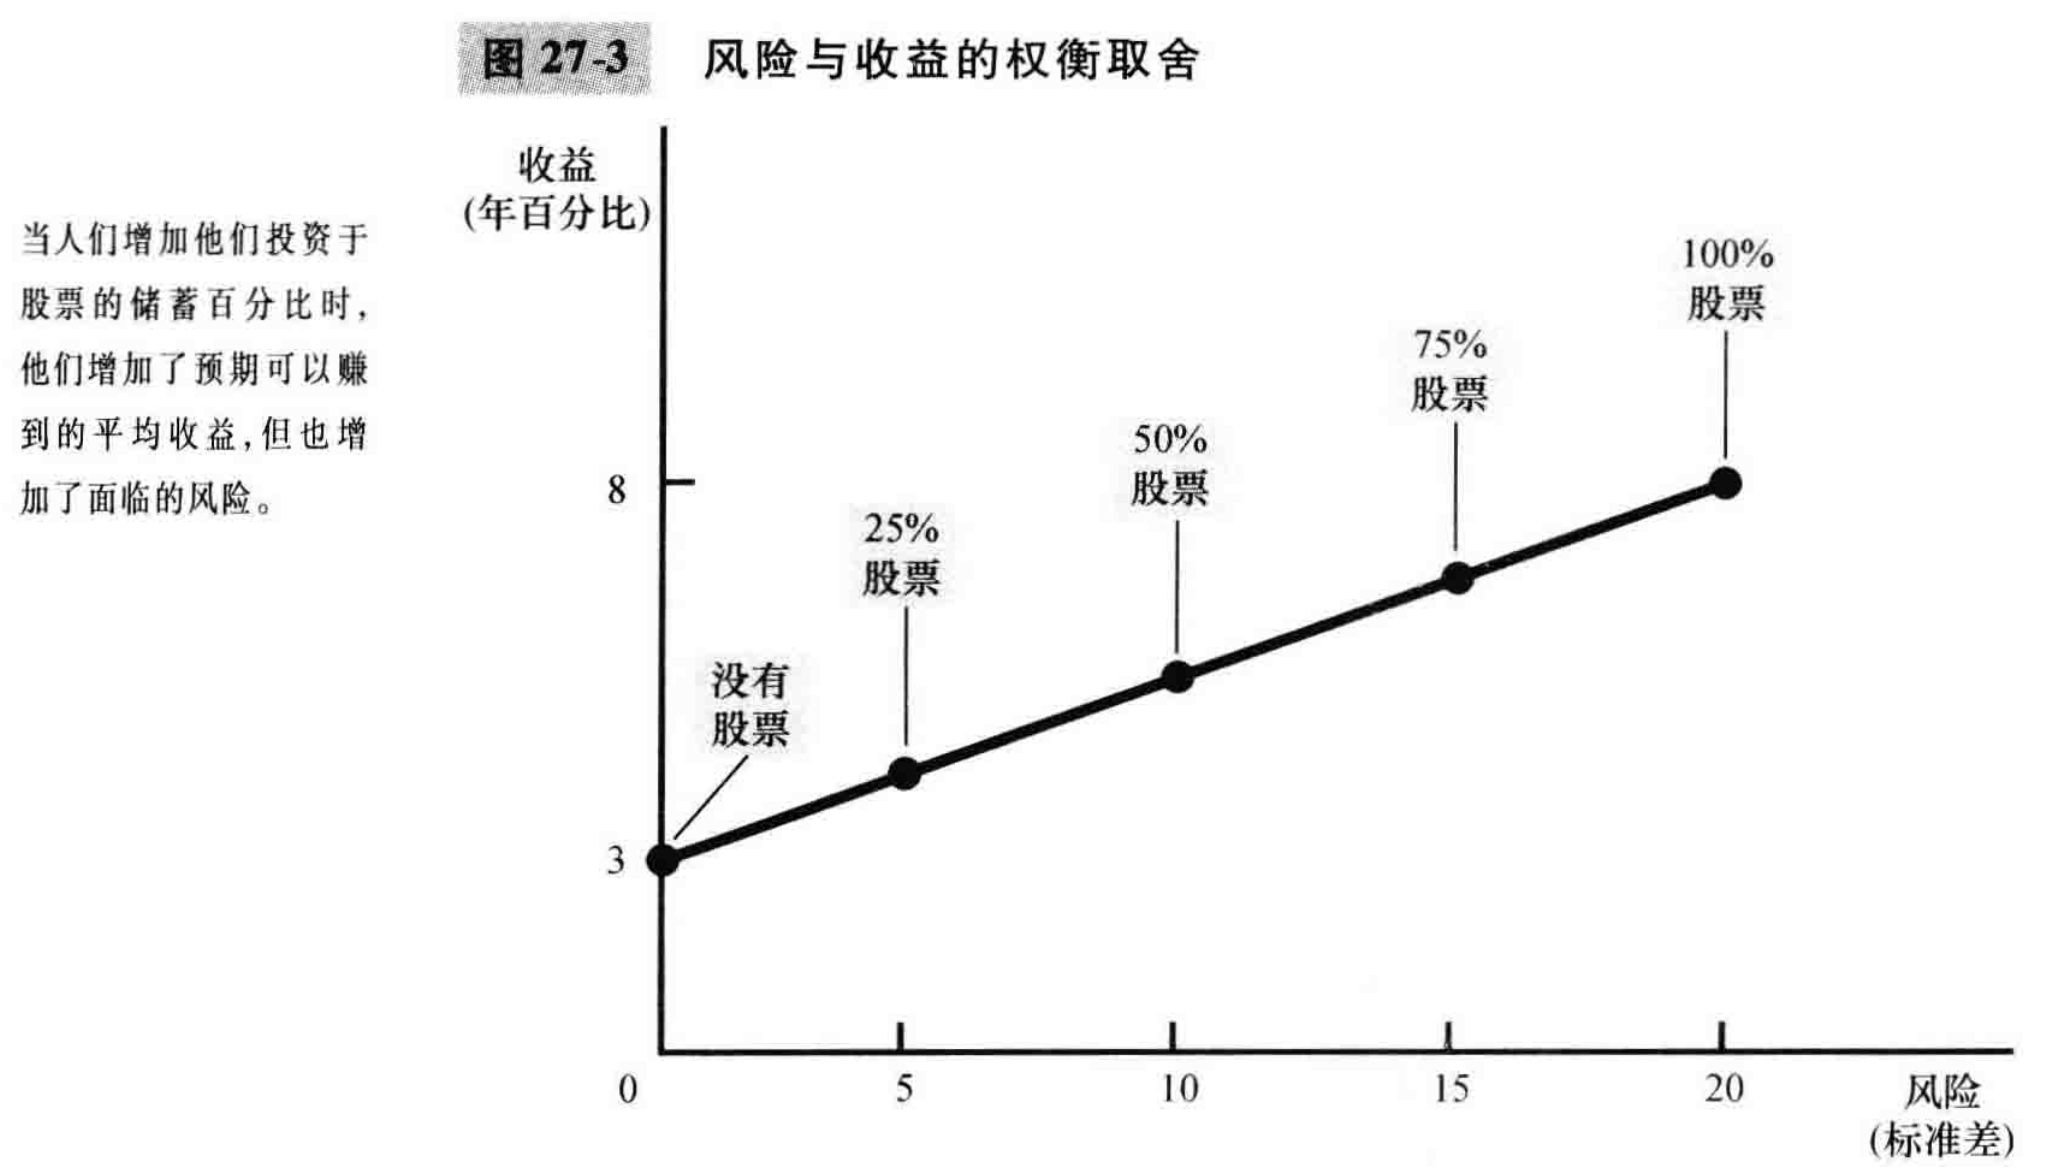 图 27-3 风险与收益的权衡取舍
当人们增加他们投资于
股票的储蓄百分比时,
他们增加了预期可以赚
到的平均收益,但也增
加了面临的风险。
收益
(年百分比)
100%
股票
75%
股票
50%
股票
8
25%
股票
没有
股票
3
0
5
10
15
20
风险
(标准差)